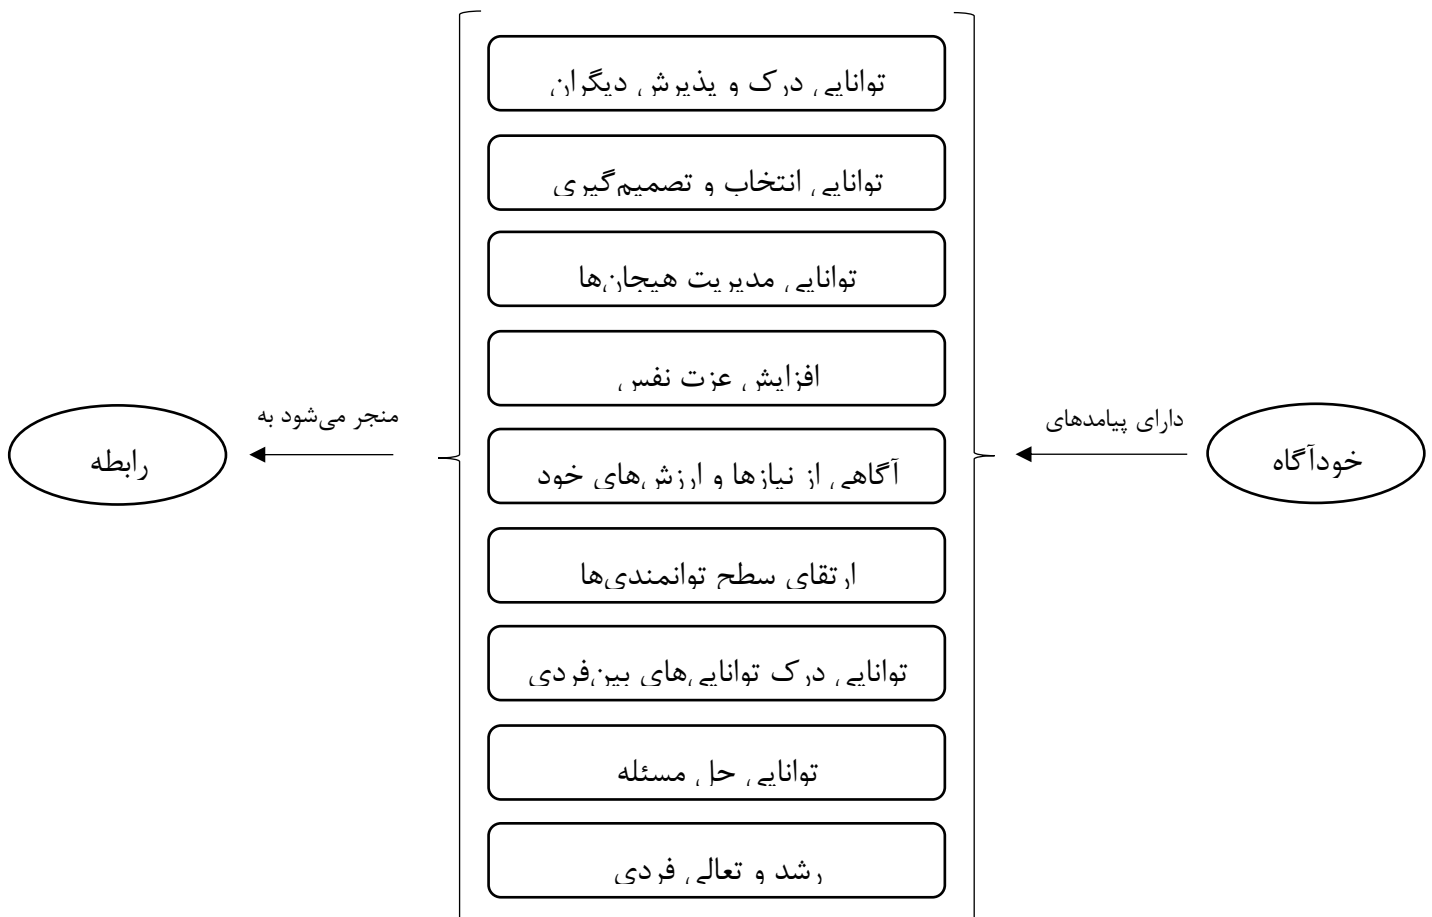 توانایی درک و پذیرش دیگران
توانایی انتخاب و تصمیم‌گیری
توانایی مدیریت هیجان‌ها
افزایش عزت نفس
دارای پیامدهای
منجر می‌شود به
خودآگاه
رابطه
آگاهی از نیازها و ارزش‌های خود
ارتقای سطح توانمندی‌ها
توانایی درک توانایی‌های بین‌فردی
توانایی حل مسئله
رشد و تعالی فردی